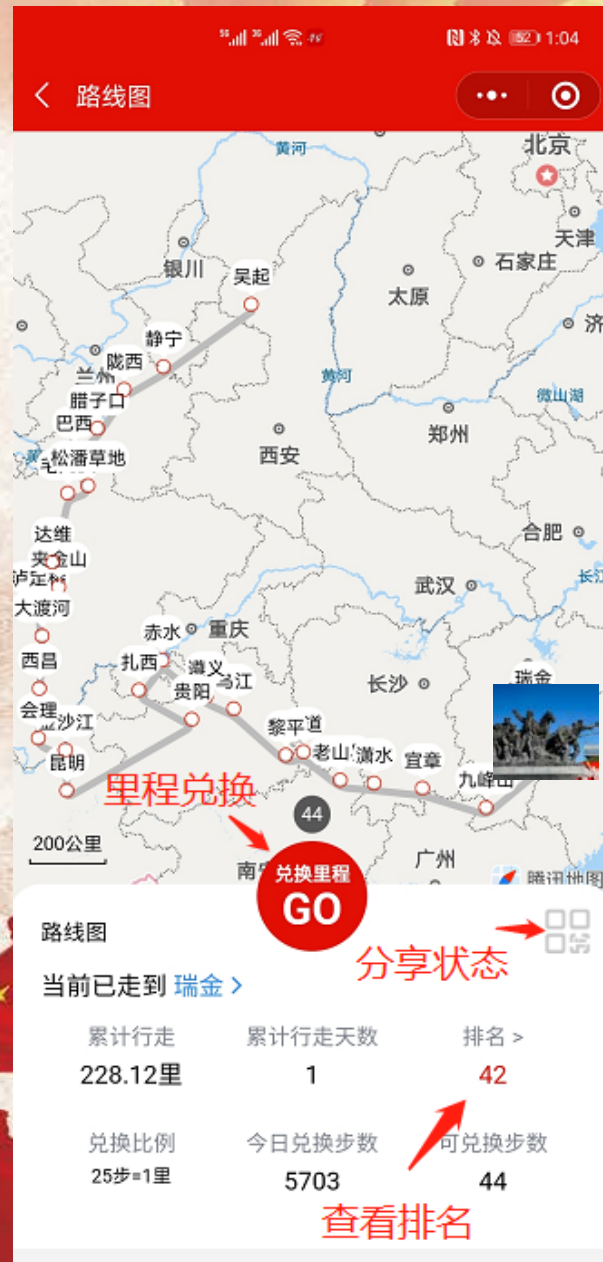 5G 5G 52 1:04
路线图
黄河
北京
天津
银川
吴起
石家庄
太原
济
静宁
陇西
兰州
黄河
腊子口
微山湖
巴西
郑州
西安
松潘草地
达维
合肥
夹金山
长江
大渡河
武汉
赤水
重庆
西昌
扎西
遵义
乌江
长沙
瑞金
贵阳
会理
金沙江
黎平
道
昆明
老山
潇水
宜章
九峰山
里程兑换
44
200公里
兑换里程
GO
广州
腾讯地图
路线图
分享状态
当前已走到 瑞金 >
累计行走 累计行走天数 排名 >
228.12里 1 42
兑换比例 今日兑换步数 可兑换步数
25步=1里 5703 44
查看排名